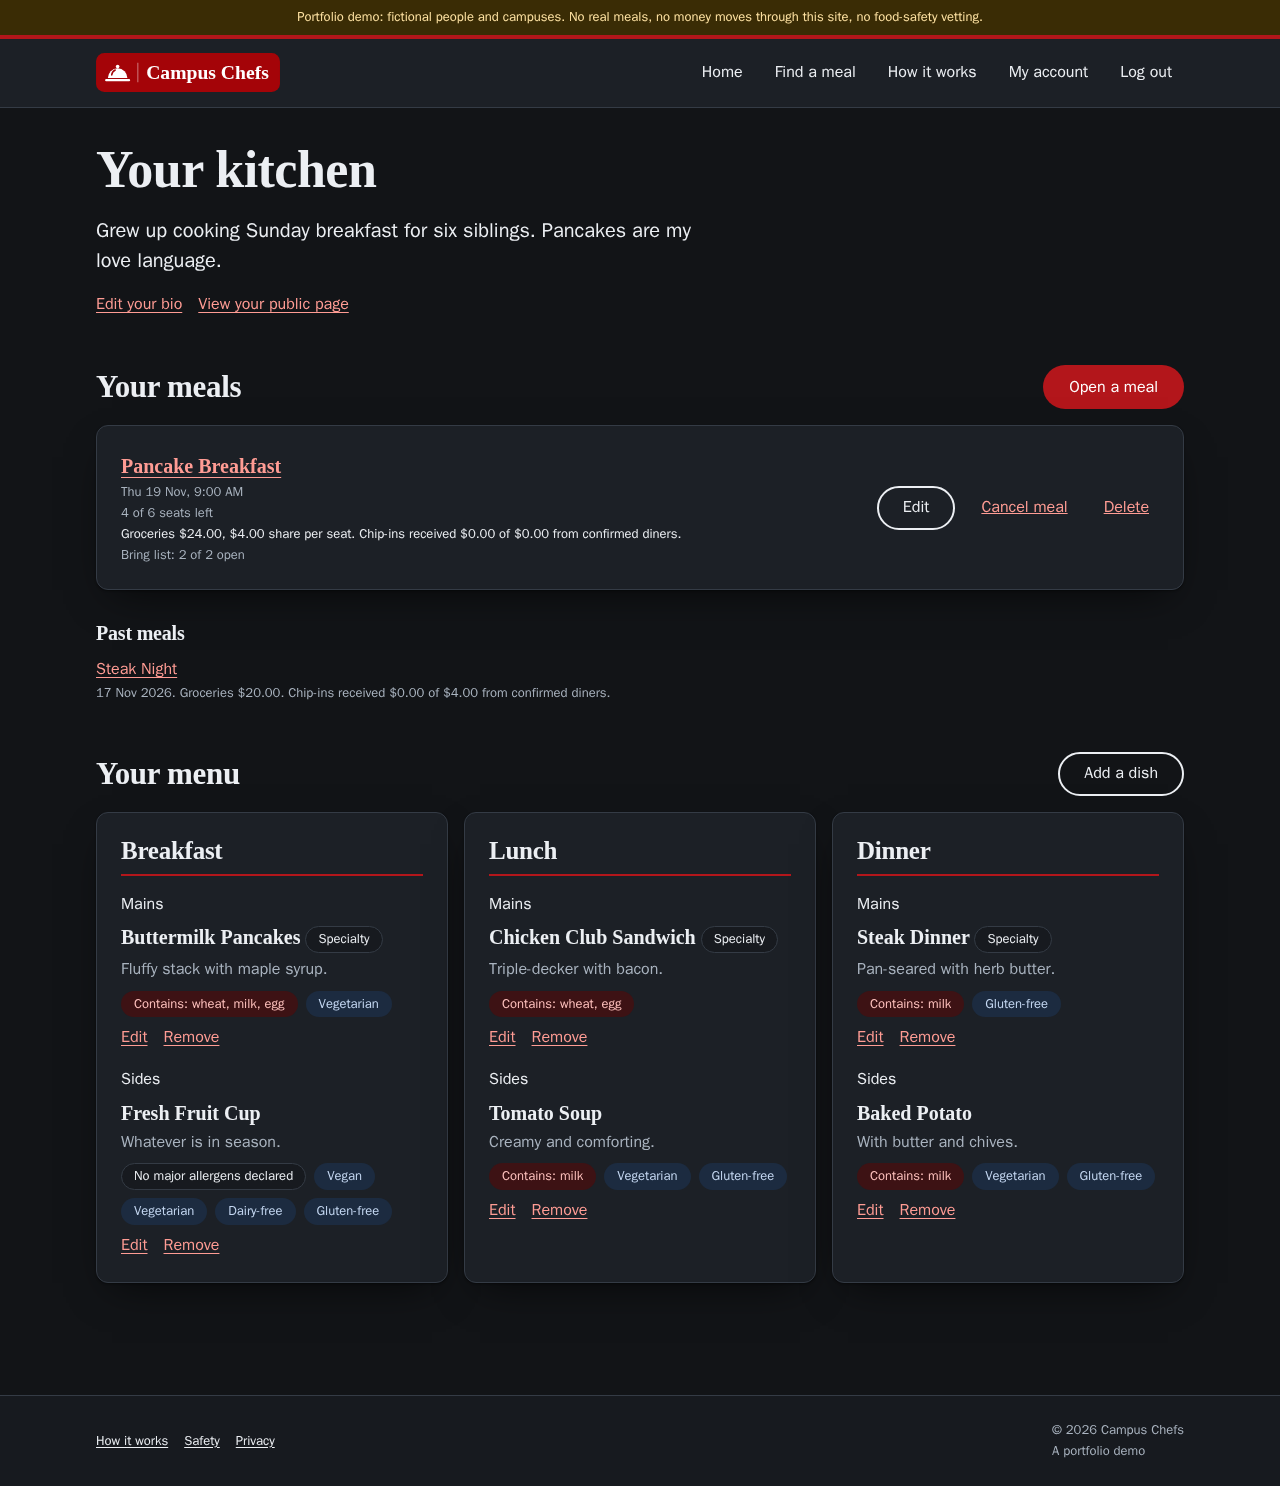 Portfolio demo: fictional people and campuses. No real meals, no money moves through this site, no food-safety vetting.
Campus Chefs
Home Find a meal How it works My account Log out
Your kitchen
Grew up cooking Sunday breakfast for six siblings. Pancakes are my
love language.
Edit your bio View your public page
Your meals
Open a meal
Pancake Breakfast
Thu 19 Nov, 9:00 AM
4 of 6 seats left
Groceries $24.00, $4.00 share per seat. Chip-ins received $0.00 of $0.00 from confirmed diners.
Bring list: 2 of 2 open
Edit Cancel meal Delete
Past meals
Steak Night
17 Nov 2026. Groceries $20.00. Chip-ins received $0.00 of $4.00 from confirmed diners.
Your menu
Add a dish
Breakfast
Mains
Buttermilk Pancakes Specialty
Fluffy stack with maple syrup.
Contains: wheat, milk, egg Vegetarian
Edit Remove
Sides
Fresh Fruit Cup
Whatever is in season.
No major allergens declared Vegan
Vegetarian Dairy-free Gluten-free
Edit Remove
Lunch
Mains
Chicken Club Sandwich Specialty
Triple-decker with bacon.
Contains: wheat, egg
Edit Remove
Sides
Tomato Soup
Creamy and comforting.
Contains: milk Vegetarian Gluten-free
Edit Remove
Dinner
Mains
Steak Dinner Specialty
Pan-seared with herb butter.
Contains: milk Gluten-free
Edit Remove
Sides
Baked Potato
With butter and chives.
Contains: milk Vegetarian Gluten-free
Edit Remove
How it works Safety Privacy
© 2026 Campus Chefs
A portfolio demo